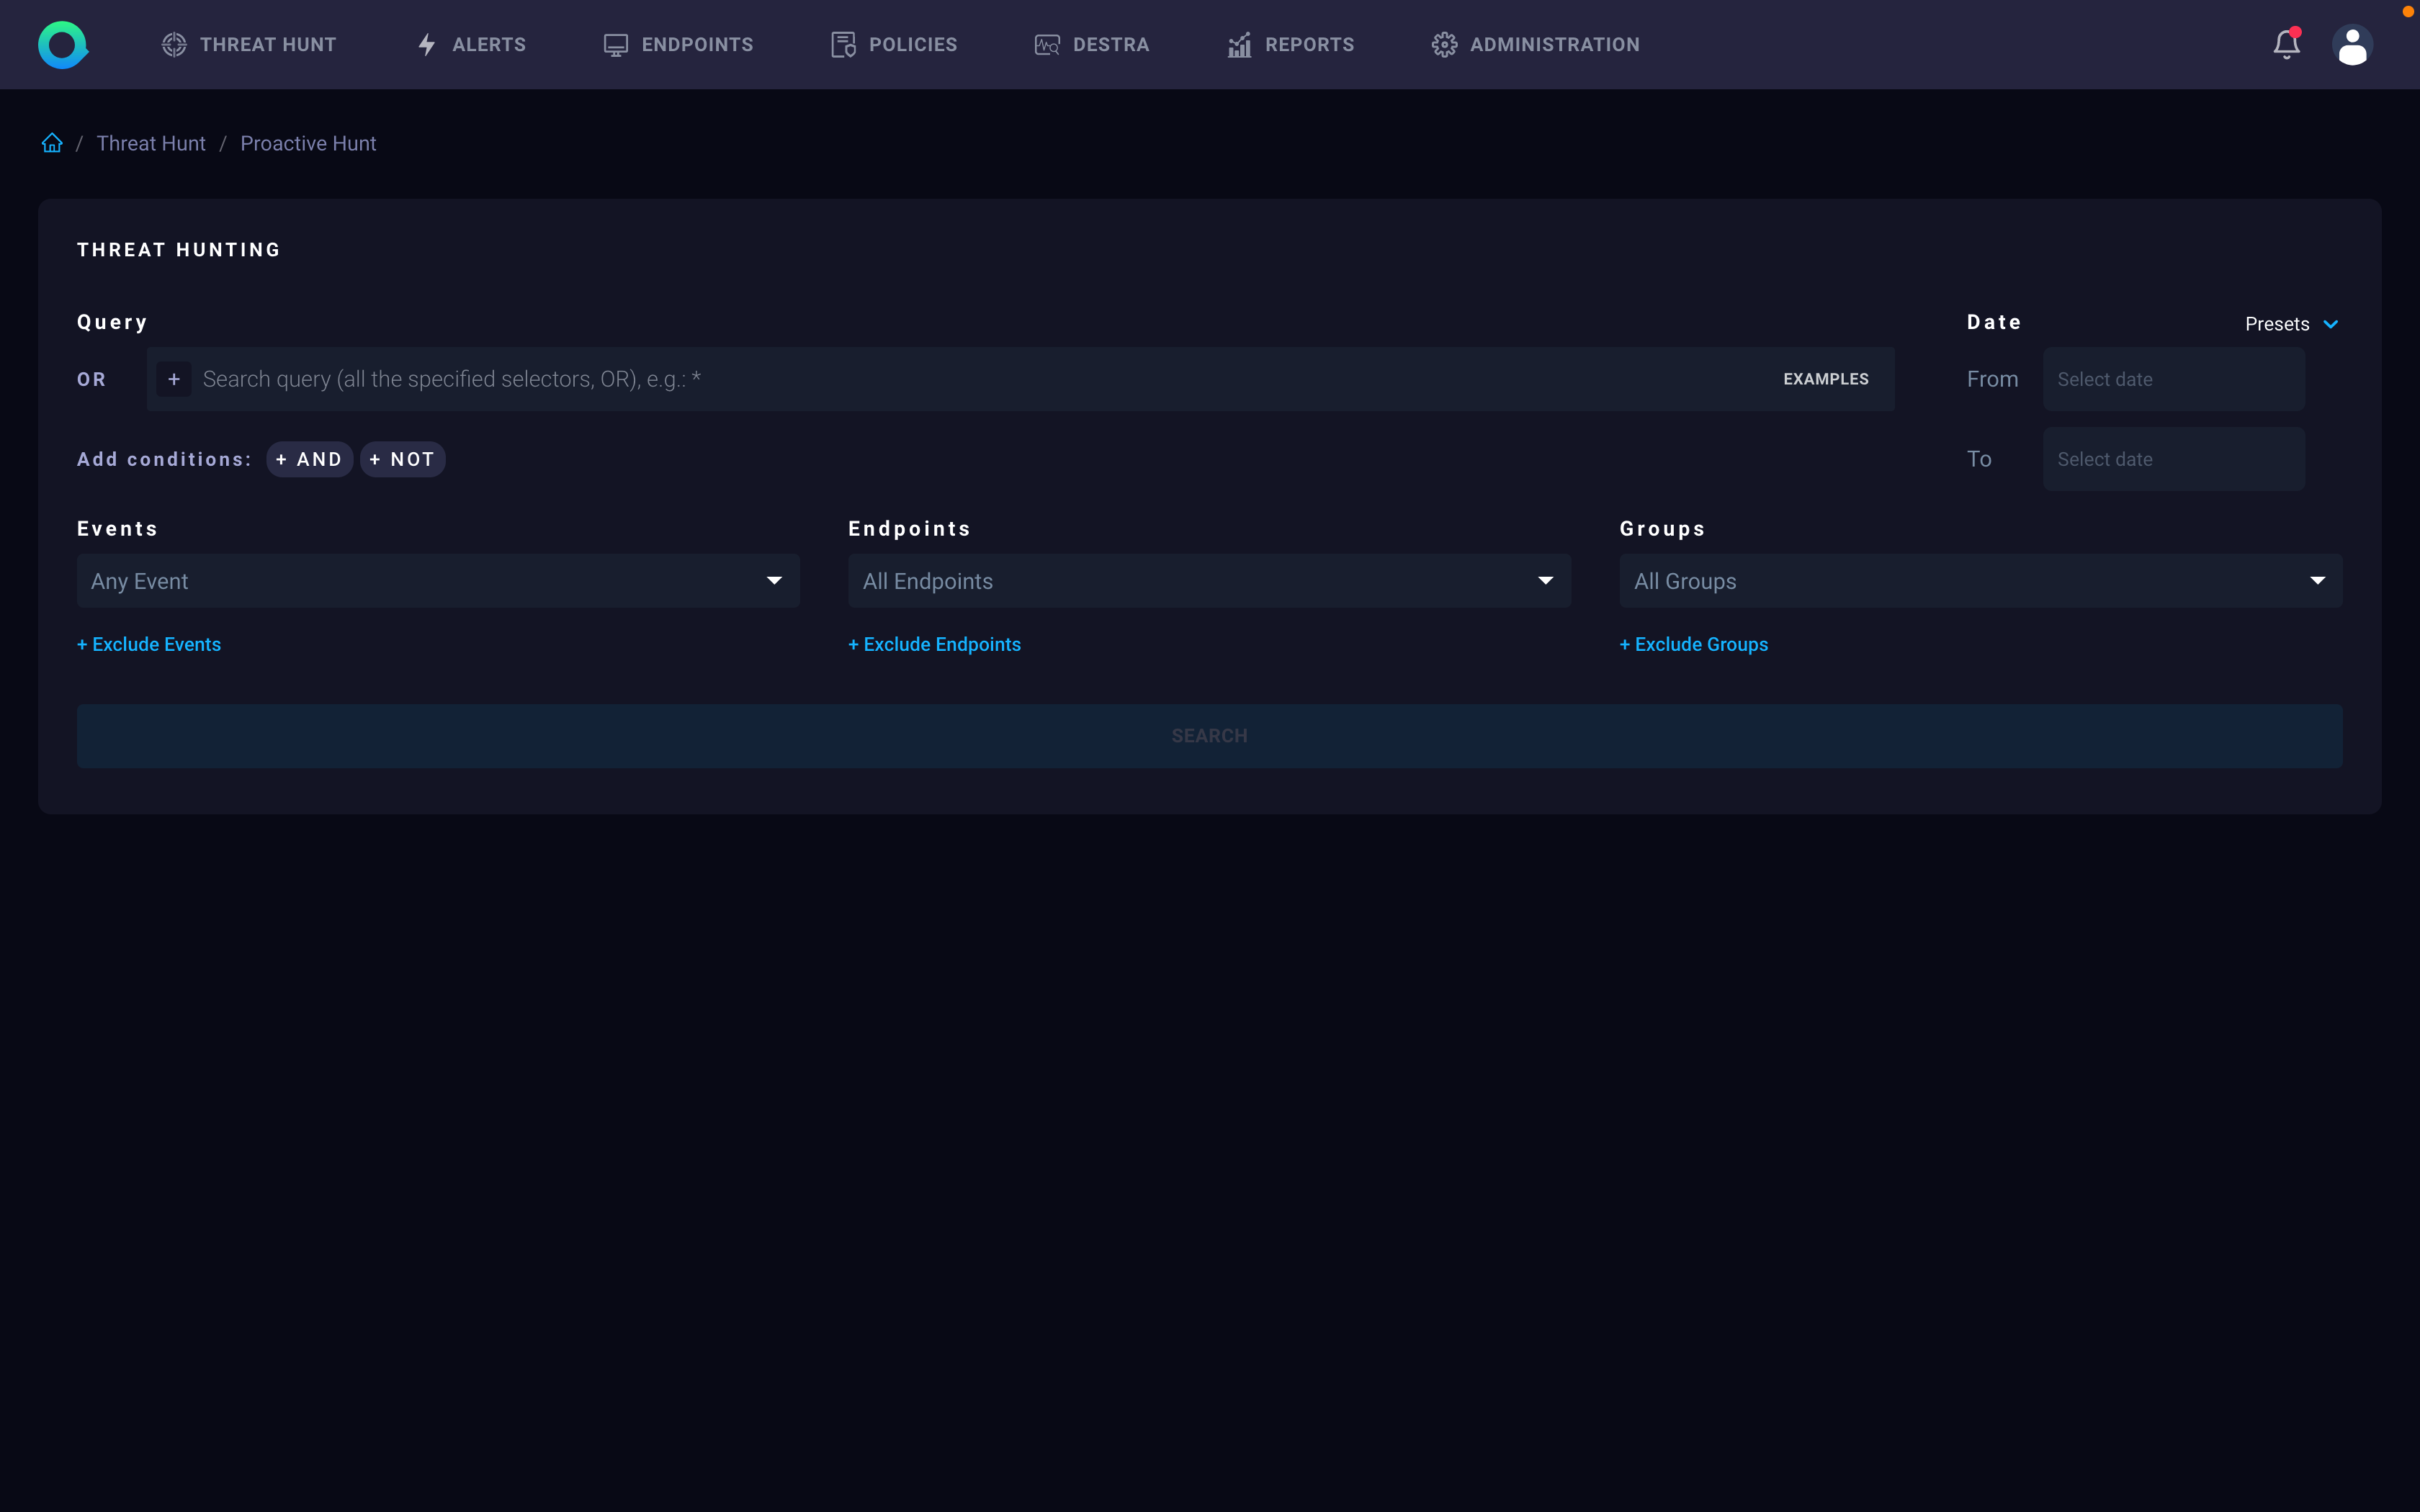 THREAT HUNT ALERTS ENDPOINTS POLICIES DESTRA REPORTS ADMINISTRATION
/ Threat Hunt / Proactive Hunt
THREAT HUNTING
Query Date Presets
OR + Search query (all the specified selectors, OR), e.g.: * EXAMPLES From Select date
Add conditions: + AND + NOT To Select date
Events Endpoints Groups
Any Event All Endpoints All Groups
+ Exclude Events + Exclude Endpoints + Exclude Groups
SEARCH